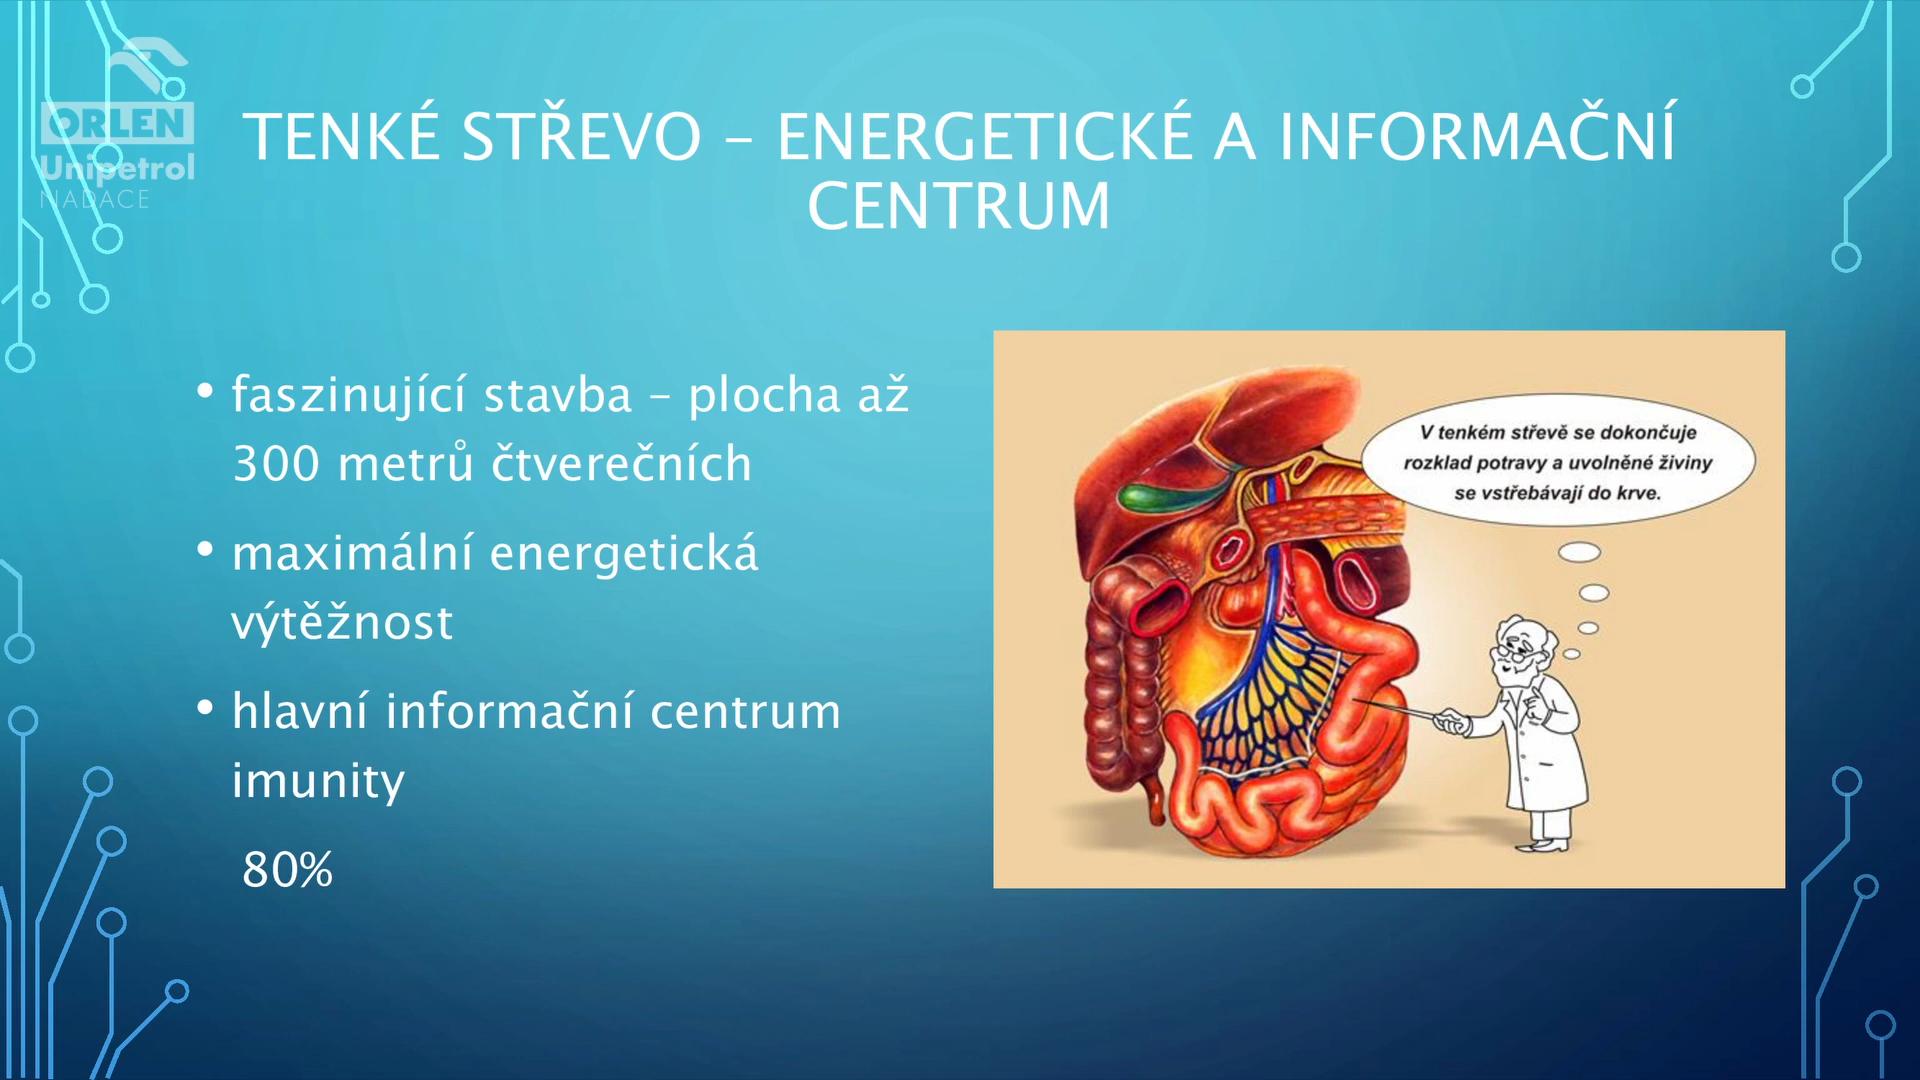 ORLEN
Unipetrol
NADACE
TENKÉ STŘEVO – ENERGETICKÉ A INFORMAČNÍ
CENTRUM
• faszinující stavba – plocha až
300 metrů čtverečních
• maximální energetická
výtěžnost
• hlavní informační centrum
imunity
80%
V tenkém střevě se dokončuje
rozklad potravy a uvolněné živiny
se vstřebávají do krve.